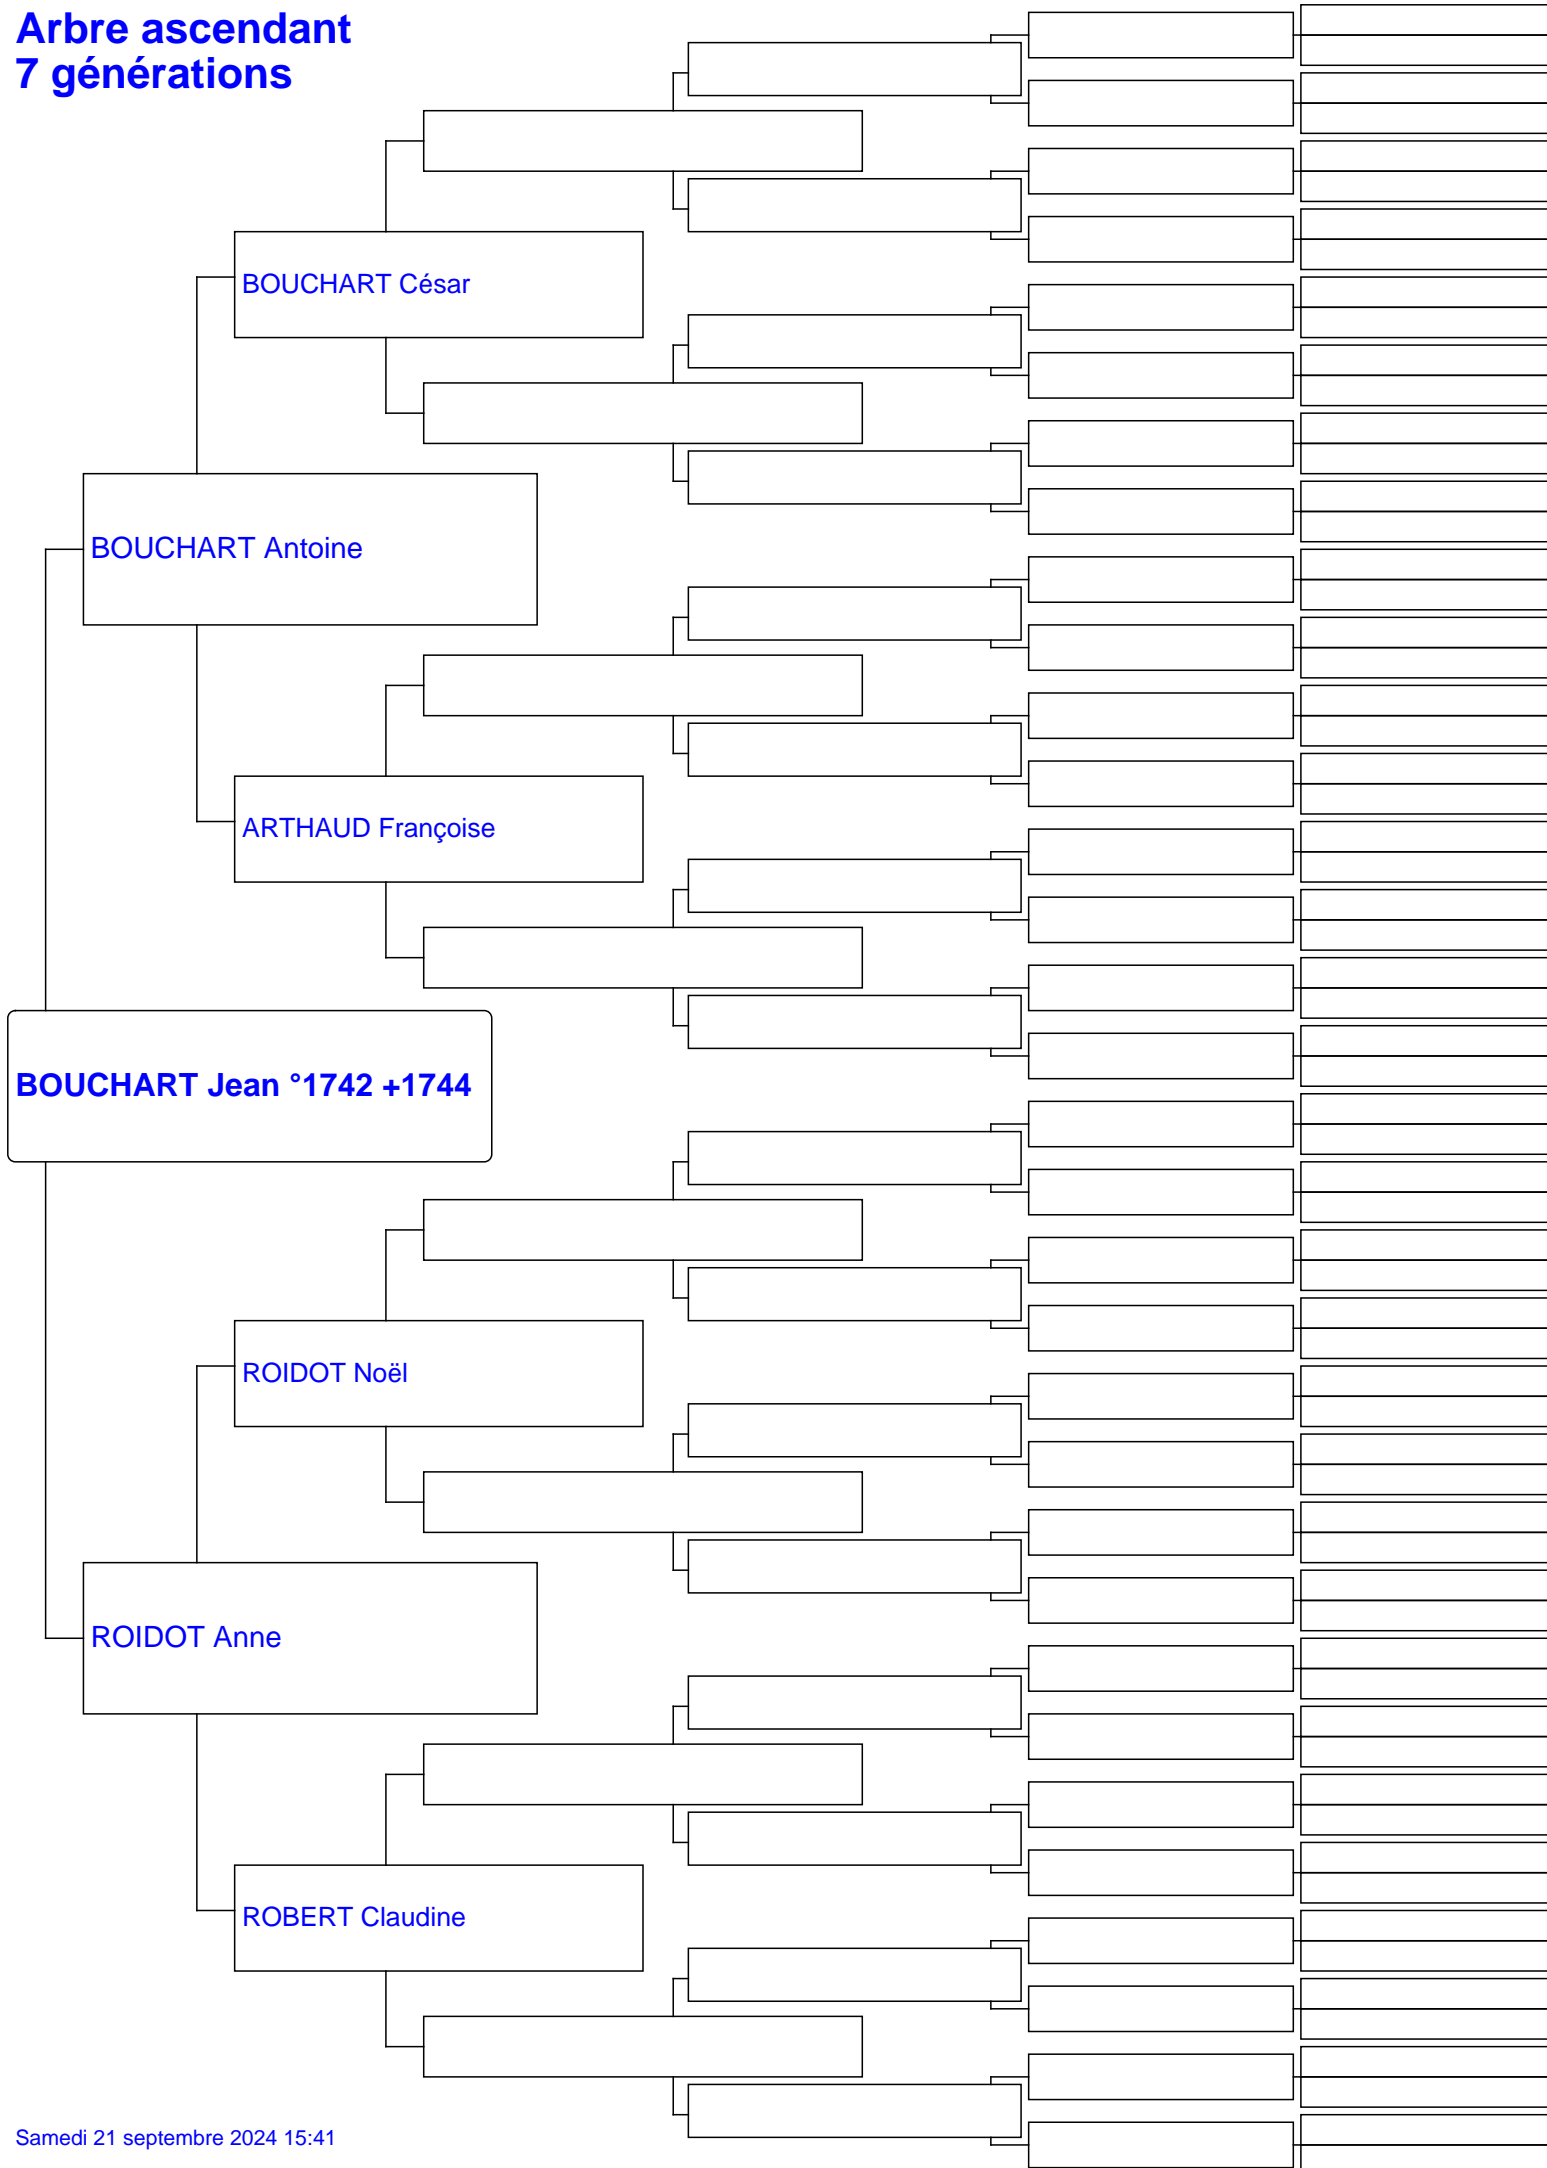 Arbre ascendant
7 générations
BOUCHART César
BOUCHART Antoine
ARTHAUD Françoise
BOUCHART Jean °1742 +1744
ROIDOT Noël
ROIDOT Anne
ROBERT Claudine
Samedi 21 septembre 2024 15:41